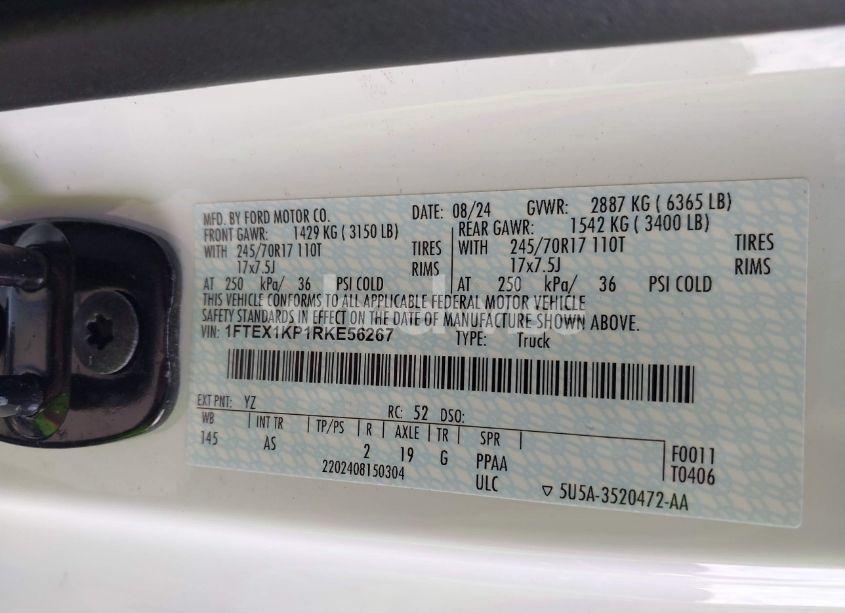 MFD. BY FORD MOTOR CO. DATE: 08/24 GVWR: 2887 KG ( 6365 LB)
FRONT GAWR: 1429 KG ( 3150 LB) REAR GAWR: 1542 KG ( 3400 LB)
WITH 245/70R17 110T TIRES WITH 245/70R17 110T TIRES
17x7.5J RIMS 17x7.5J RIMS
AT 250 kPa/ 36 PSI COLD AT 250 kPa/ 36 PSI COLD
THIS VEHICLE CONFORMS TO ALL APPLICABLE FEDERAL MOTOR VEHICLE
SAFETY STANDARDS IN EFFECT ON THE DATE OF MANUFACTURE SHOWN ABOVE.
VIN: 1FTEX1KP1RKE56267 TYPE: Truck
EXT PNT: YZ RC: 52 DSO:
WB INT TR TP/PS R AXLE TR SPR F0011
145 AS 2 19 G PPAA T0406
2202408150304 ULC ▽ 5U5A-3520472-AA